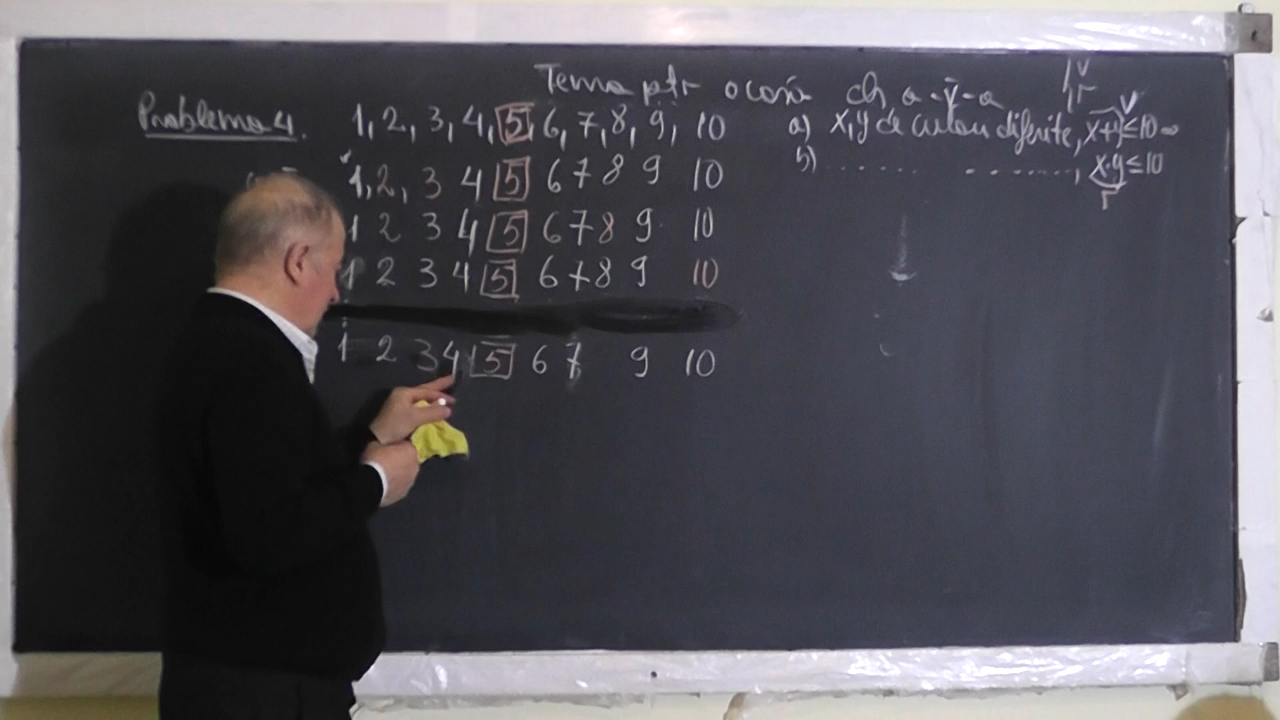 Tema ptr acasă cls. a -V- a
Problema 4. 1, 2, 3, 4, 5, 6, 7, 8, 9, 10 a) x,y de culori diferite, x+y ≤ 10
V
r
V
1, 2, 3 4 5 6 7 8 9 10 b) ...... ......., x·y ≤ 10
r
1 2 3 4 5 6 7 8 9 10
1 2 3 4 5 6 7 8 9 10
1 2 3 4 5 6 7 9 10